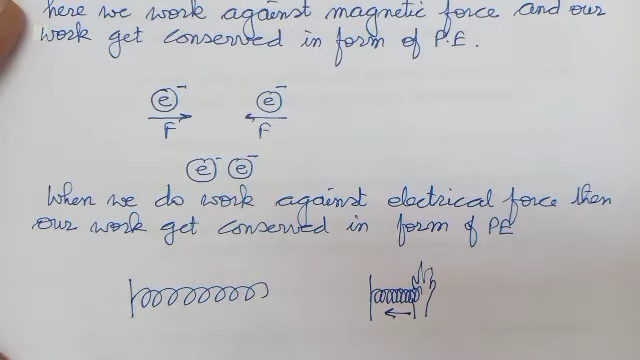 here we work against magnetic force and our
work get conserved in form of P.E.
e⁻ e⁻
F F
e⁻ e⁻
When we do work against electrical force then
our work get conserved in form of PE